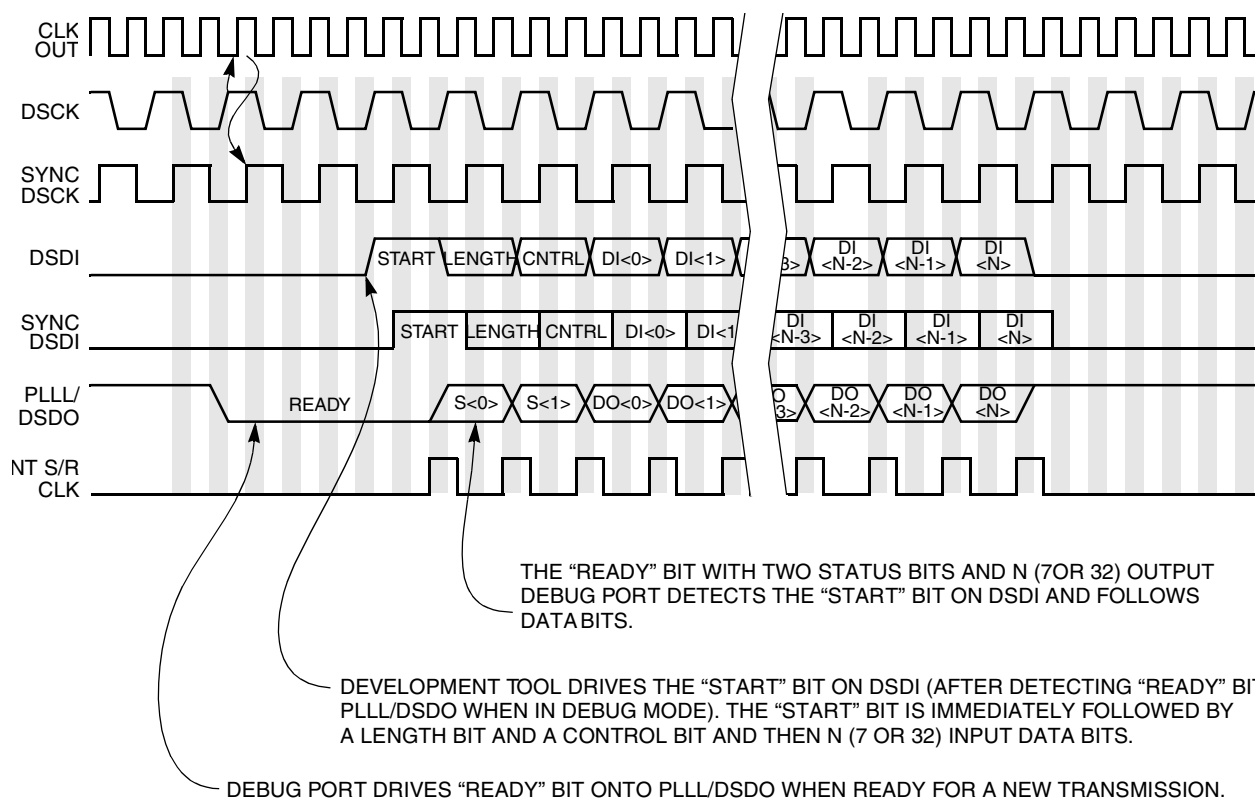 CLK
OUT
DSCK
SYNC
DSCK
DSDI
START LENGTH CNTRL DI<0> DI<1> 3> DI <N-2> DI <N-1> DI <N>
SYNC
DSDI
START LENGTH CNTRL DI<0> DI<1 DI <N-3> DI <N-2> DI <N-1> DI <N>
PLLL/
DSDO
READY S<0> S<1> DO<0> DO<1> O 3> DO <N-2> DO <N-1> DO <N>
NT S/R
CLK
THE “READY” BIT WITH TWO STATUS BITS AND N (7OR 32) OUTPUT
DEBUG PORT DETECTS THE “START” BIT ON DSDI AND FOLLOWS
DATA BITS.
DEVELOPMENT TOOL DRIVES THE “START” BIT ON DSDI (AFTER DETECTING “READY” BIT
PLLL/DSDO WHEN IN DEBUG MODE). THE “START” BIT IS IMMEDIATELY FOLLOWED BY
A LENGTH BIT AND A CONTROL BIT AND THEN N (7 OR 32) INPUT DATA BITS.
DEBUG PORT DRIVES “READY” BIT ONTO PLLL/DSDO WHEN READY FOR A NEW TRANSMISSION.